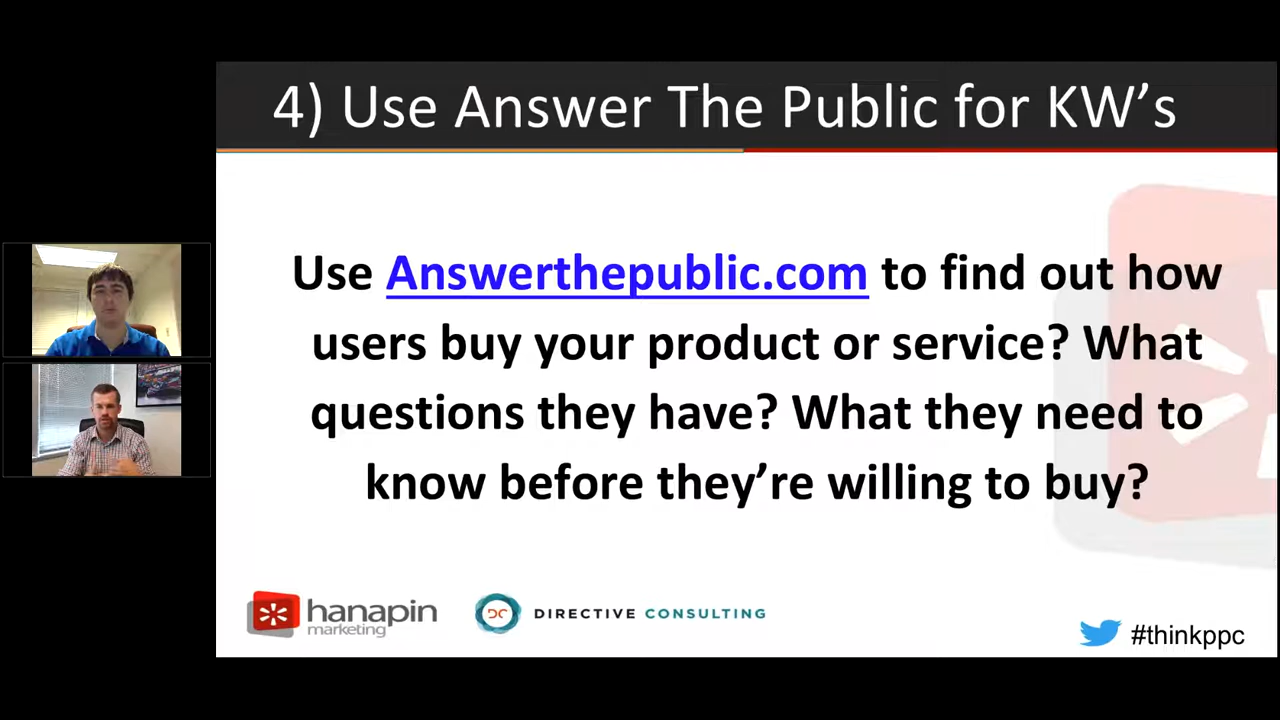 4) Use Answer The Public for KW’s
Use Answerthepublic.com to find out how
users buy your product or service? What
questions they have? What they need to
know before they’re willing to buy?
hanapin
marketing
DC
DIRECTIVE CONSULTING
#thinkppc